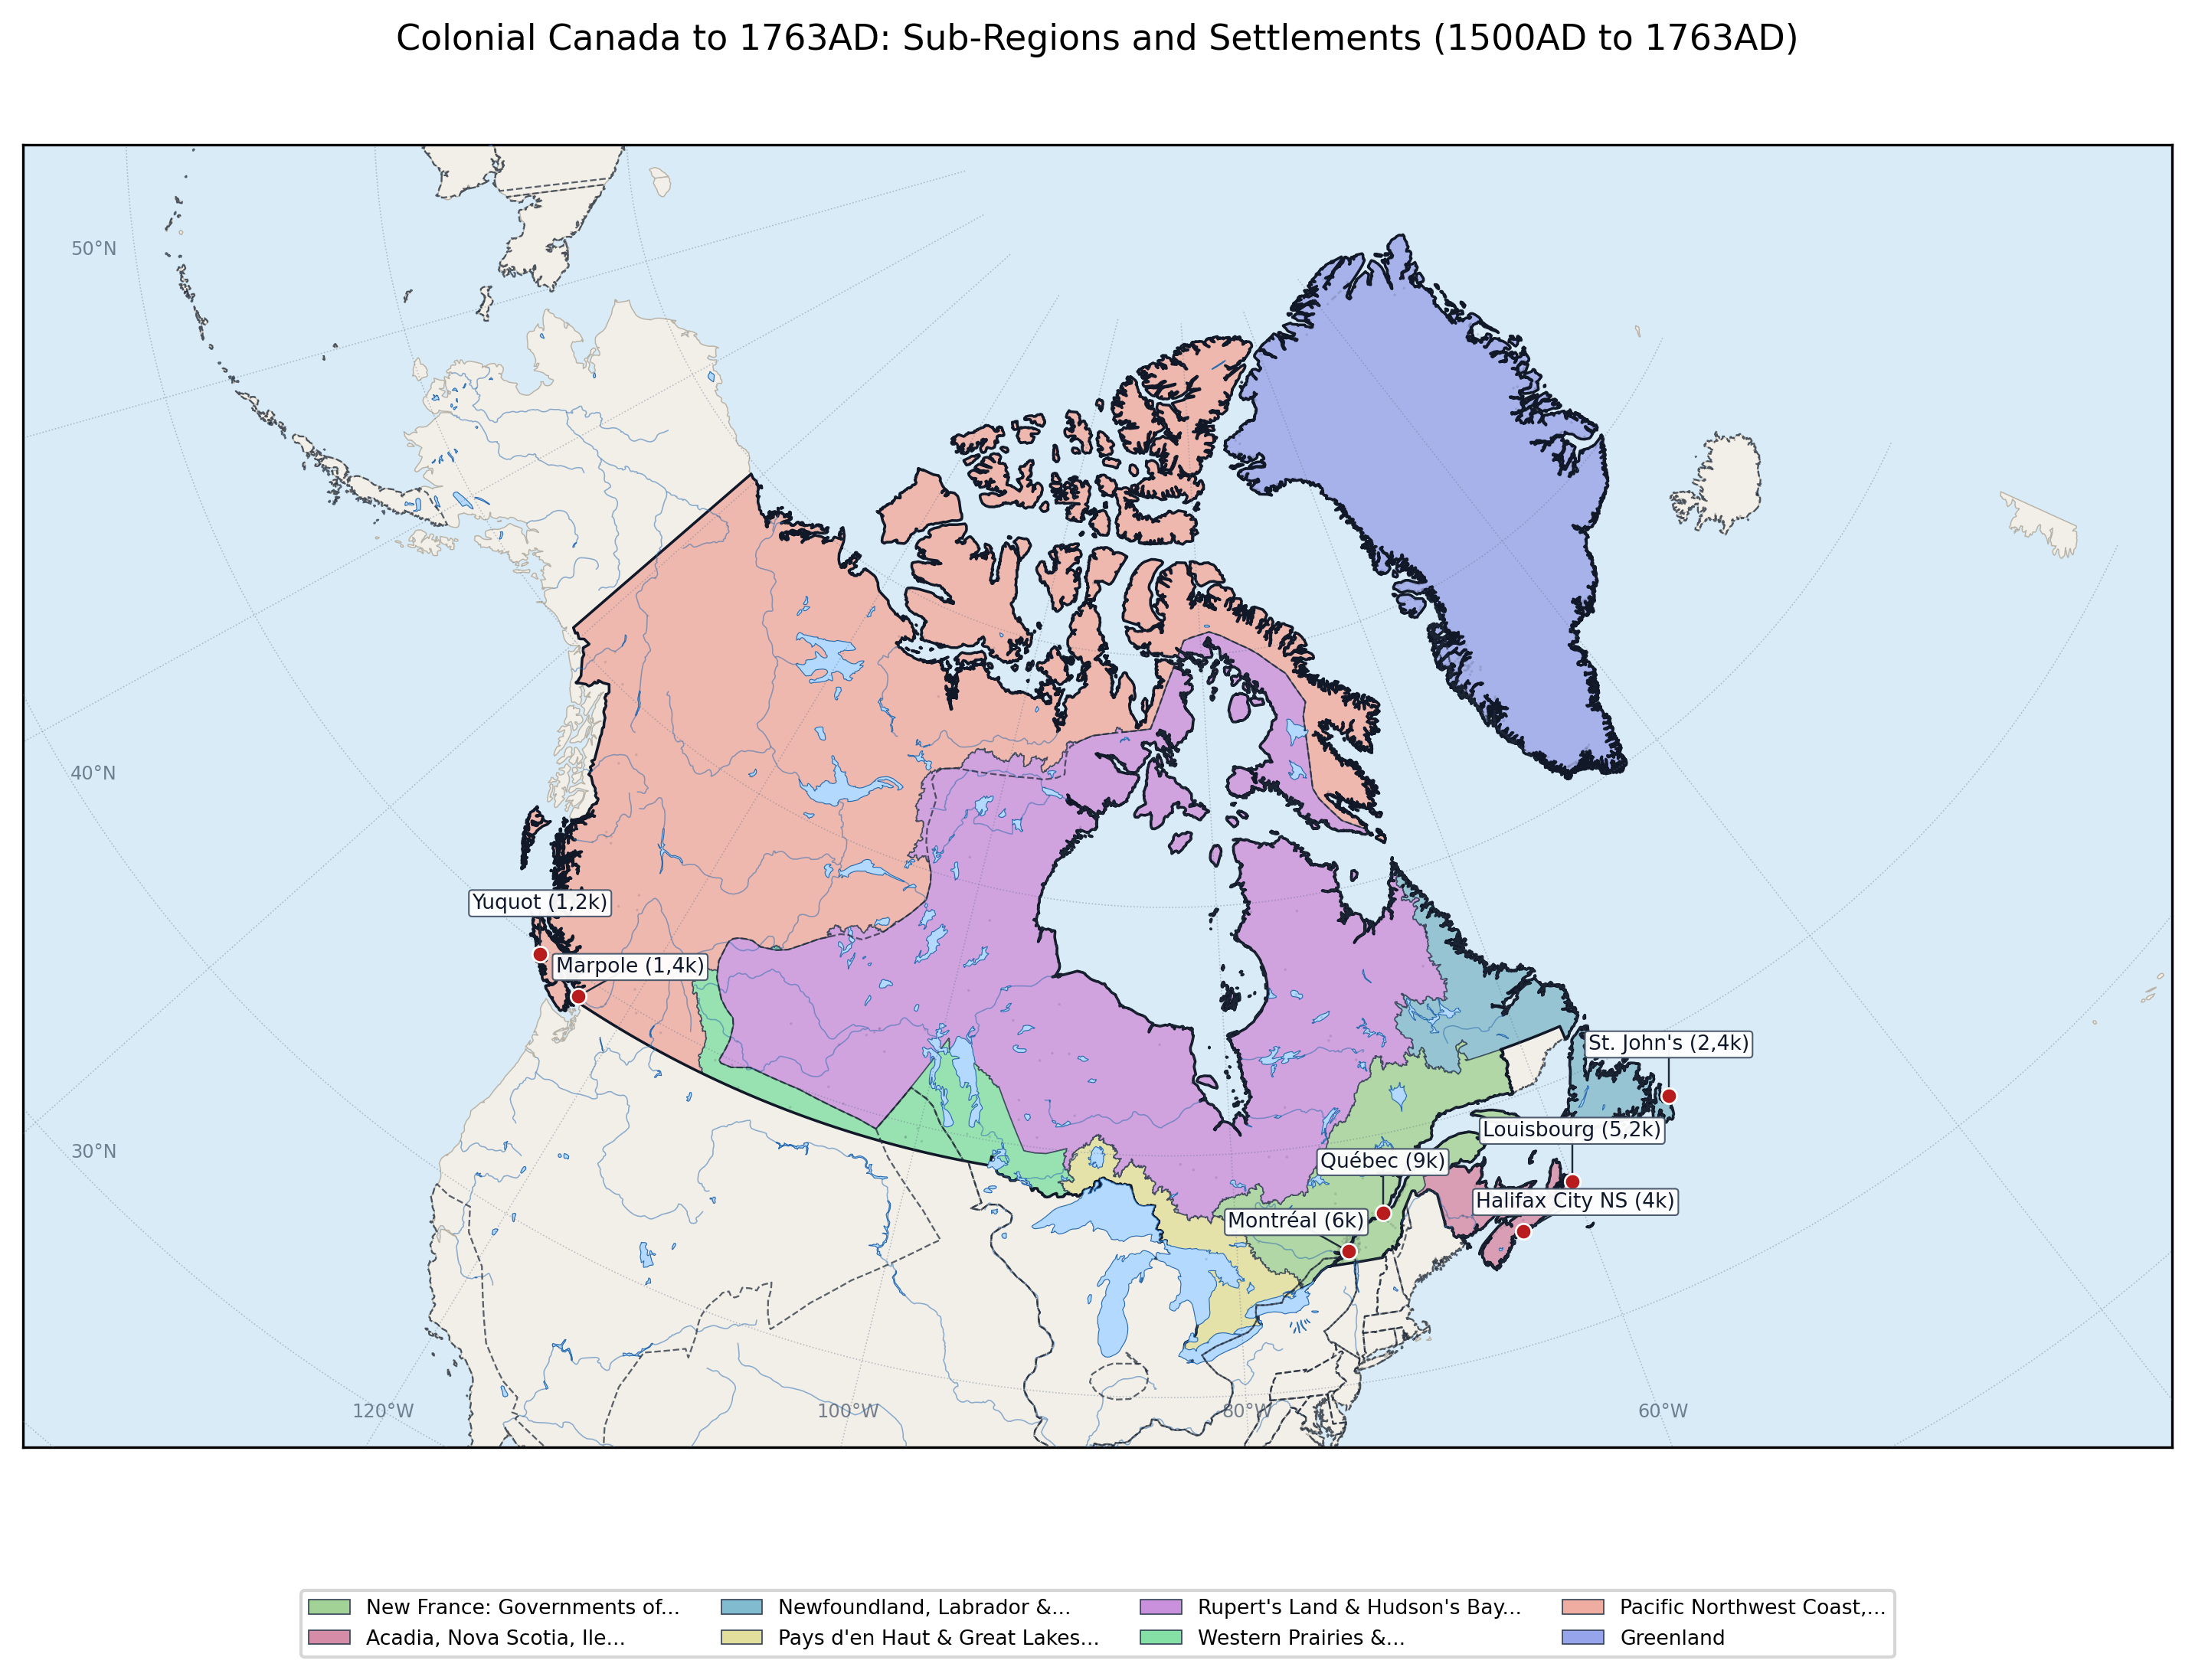 Colonial Canada to 1763AD: Sub-Regions and Settlements (1500AD to 1763AD)
50°N
40°N
30°N
Yuquot (1,2k)
Marpole (1,4k)
St. John's (2,4k)
Louisbourg (5,2k)
Québec (9k)
Halifax City NS (4k)
Montréal (6k)
120°W
100°W
80°W
60°W
New France: Governments of...
Acadia, Nova Scotia, Ile...
Newfoundland, Labrador &...
Pays d'en Haut & Great Lakes...
Rupert's Land & Hudson's Bay...
Western Prairies &...
Pacific Northwest Coast,...
Greenland